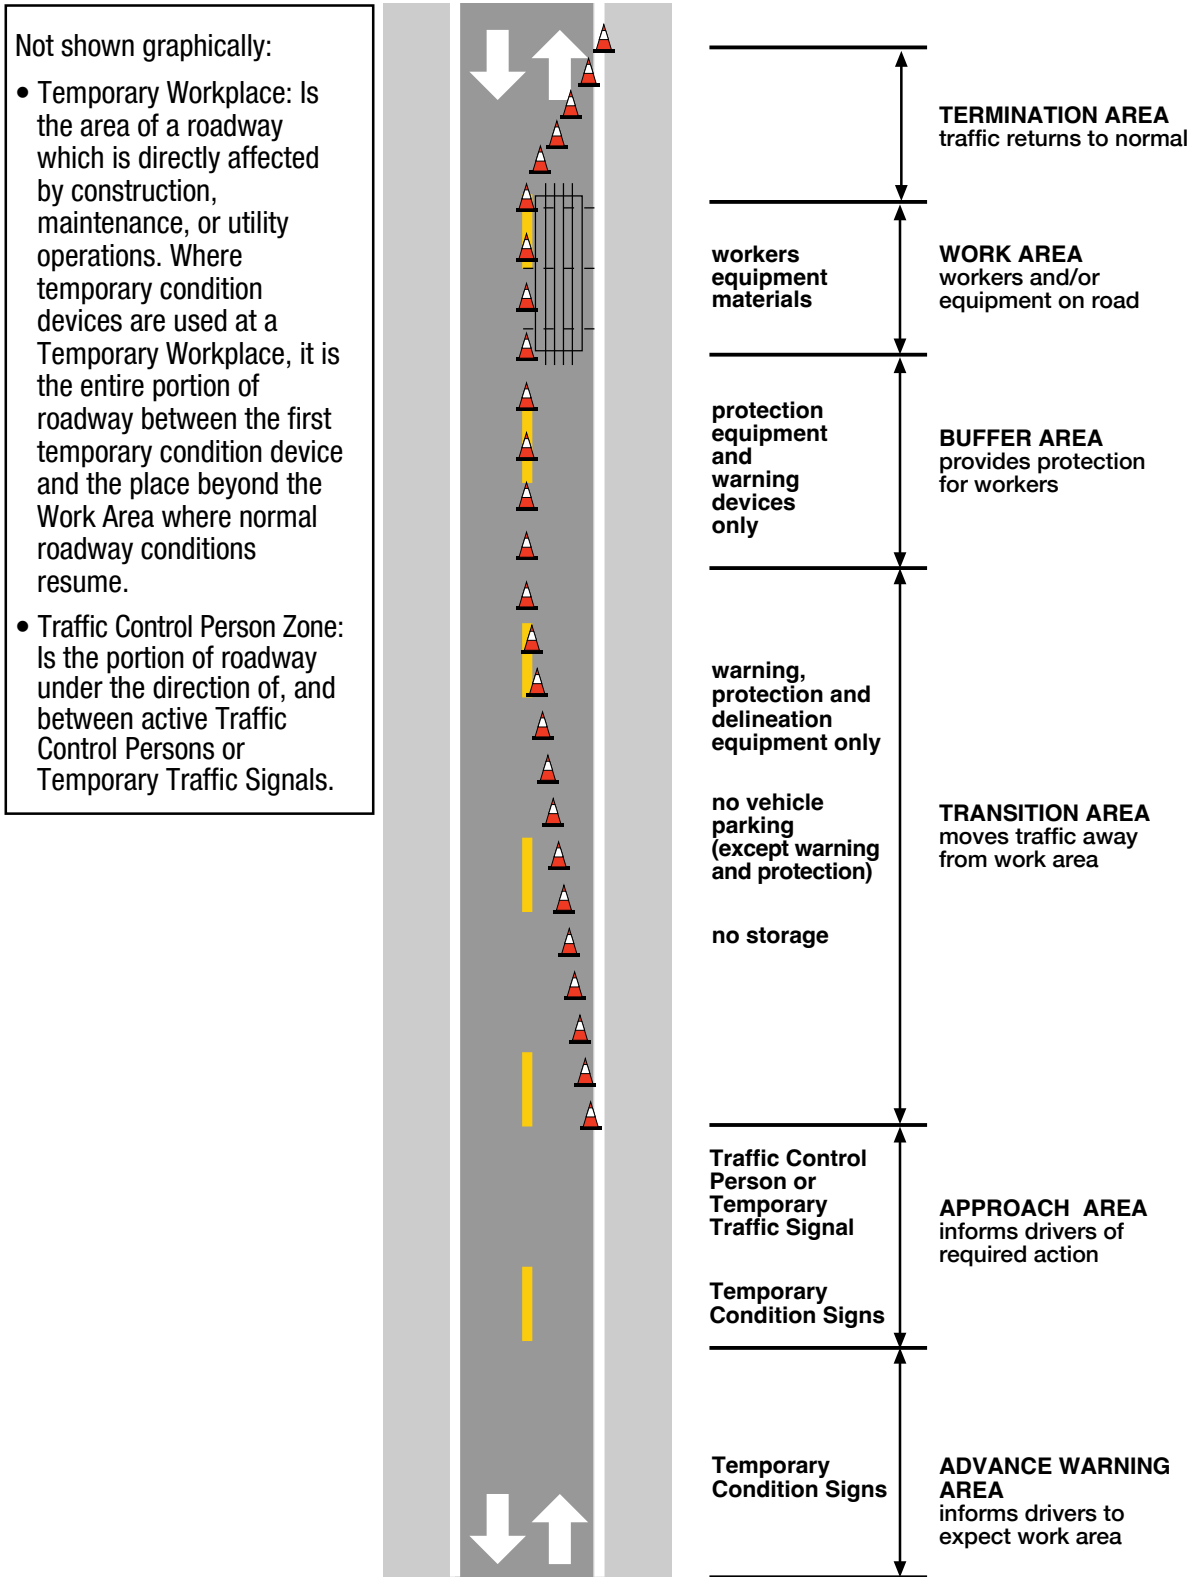 Not shown graphically:
• Temporary Workplace: Is
the area of a roadway
which is directly affected
by construction,
maintenance, or utility
operations. Where
temporary condition
devices are used at a
Temporary Workplace, it is
the entire portion of
roadway between the first
temporary condition device
and the place beyond the
Work Area where normal
roadway conditions
resume.
• Traffic Control Person Zone:
Is the portion of roadway
under the direction of, and
between active Traffic
Control Persons or
Temporary Traffic Signals.
TERMINATION AREA
traffic returns to normal
workers
equipment
materials
WORK AREA
workers and/or
equipment on road
protection
equipment
and
warning
devices
only
BUFFER AREA
provides protection
for workers
warning,
protection and
delineation
equipment only
no vehicle
parking
(except warning
and protection)
no storage
TRANSITION AREA
moves traffic away
from work area
Traffic Control
Person or
Temporary
Traffic Signal
Temporary
Condition Signs
APPROACH AREA
informs drivers of
required action
Temporary
Condition Signs
ADVANCE WARNING
AREA
informs drivers to
expect work area